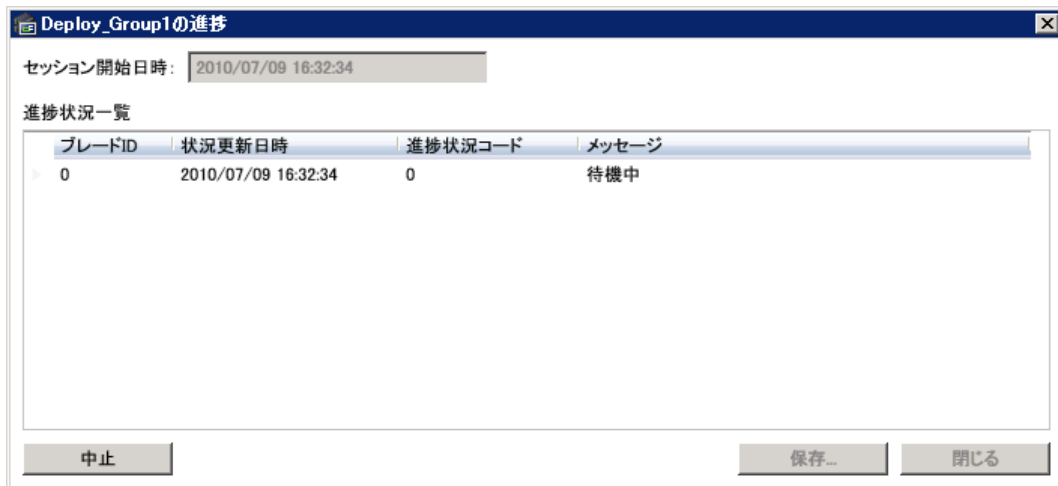 Deploy_Group1の進捗
セッション開始日時: 2010/07/09 16:32:34
進捗状況一覧
ブレードID 状況更新日時 進捗状況コード メッセージ
0 2010/07/09 16:32:34 0 待機中
中止 保存... 閉じる